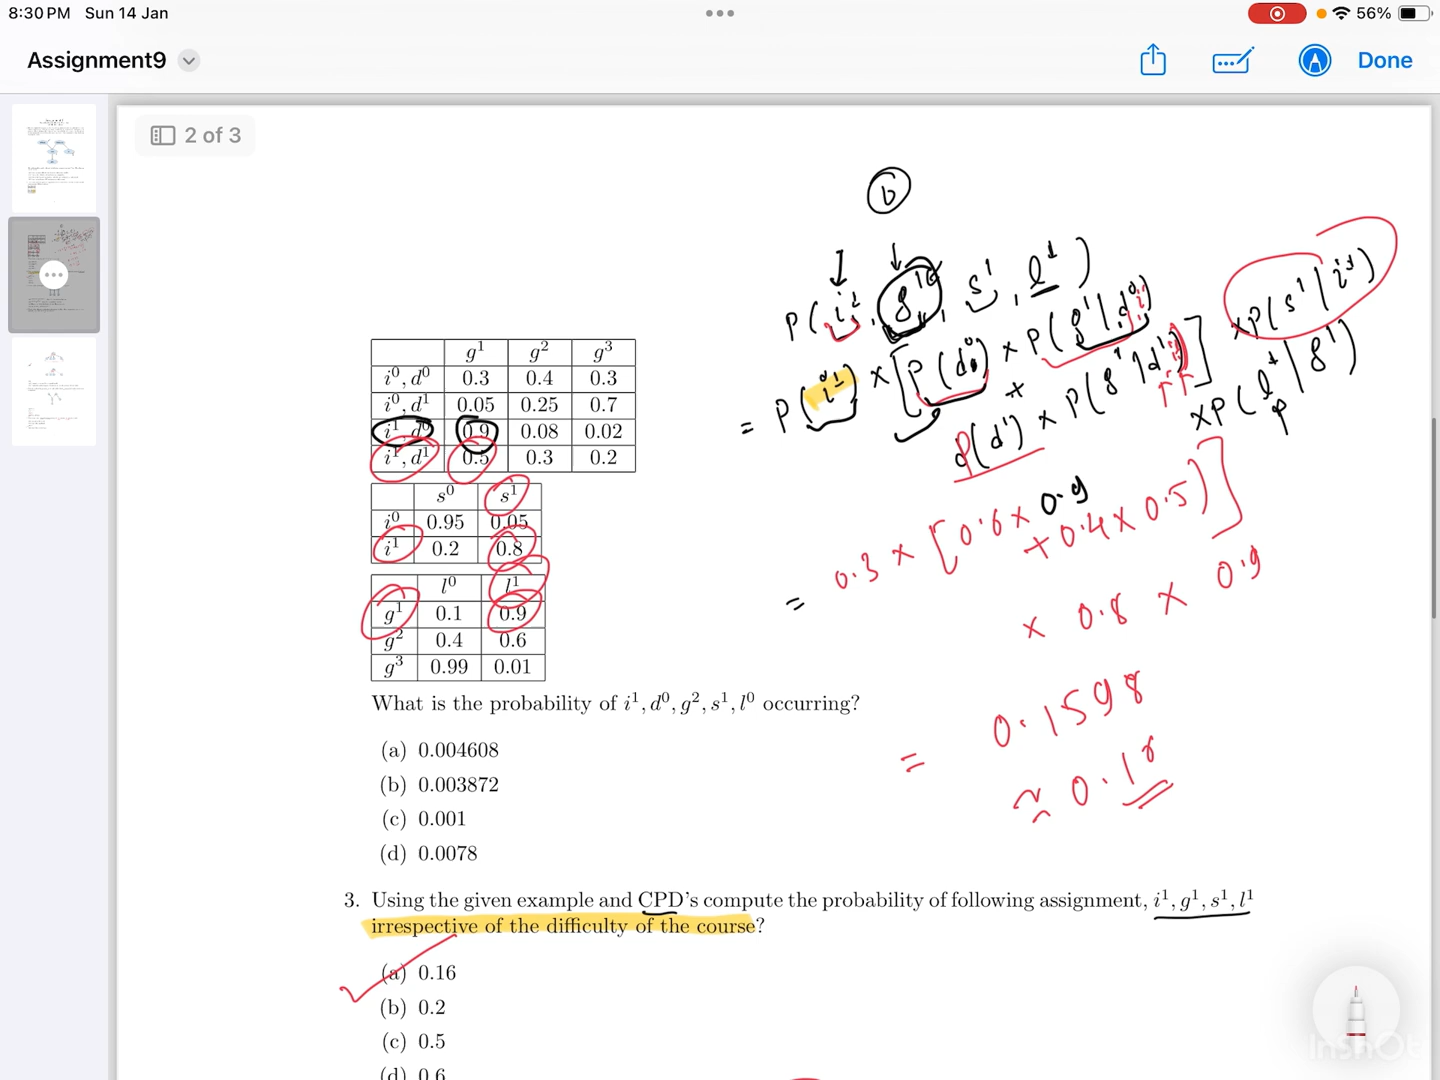 8:30 PM Sun 14 Jan
56%
Assignment9
Done
2 of 3
b
P(i¹, g¹, s¹, l¹)
= P(i¹) × [P(d⁰) × P(g¹|d⁰, i¹)
+ P(d¹) × P(g¹|d¹, i¹)] × P(s¹|i¹)
× P(l¹|g¹)
= 0.3 × [0.6 × 0.9
+ 0.4 × 0.5)]
× 0.8 × 0.9
= 0.1598
≈ 0.16
g¹ g² g³
i⁰, d⁰ 0.3 0.4 0.3
i⁰, d¹ 0.05 0.25 0.7
i¹, d⁰ 0.9 0.08 0.02
i¹, d¹ 0.5 0.3 0.2
s⁰ s¹
i⁰ 0.95 0.05
i¹ 0.2 0.8
l⁰ l¹
g¹ 0.1 0.9
g² 0.4 0.6
g³ 0.99 0.01
What is the probability of i¹, d⁰, g², s¹, l⁰ occurring?
(a) 0.004608
(b) 0.003872
(c) 0.001
(d) 0.0078
3. Using the given example and CPD's compute the probability of following assignment, i¹, g¹, s¹, l¹
irrespective of the difficulty of the course?
(a) 0.16
(b) 0.2
(c) 0.5
(d) 0.6
InShOt